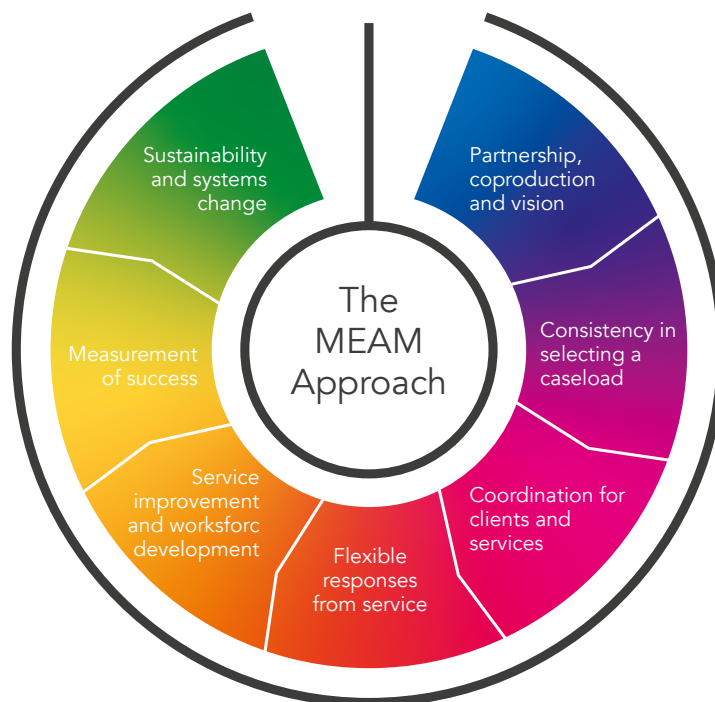 The
MEAM
Approach
Partnership,
coproduction
and vision
Consistency in
selecting a
caseload
Coordination for
clients and
services
Flexible
responses
from service
Service
improvement
and worksforc
development
Measurement
of success
Sustainability
and systems
change